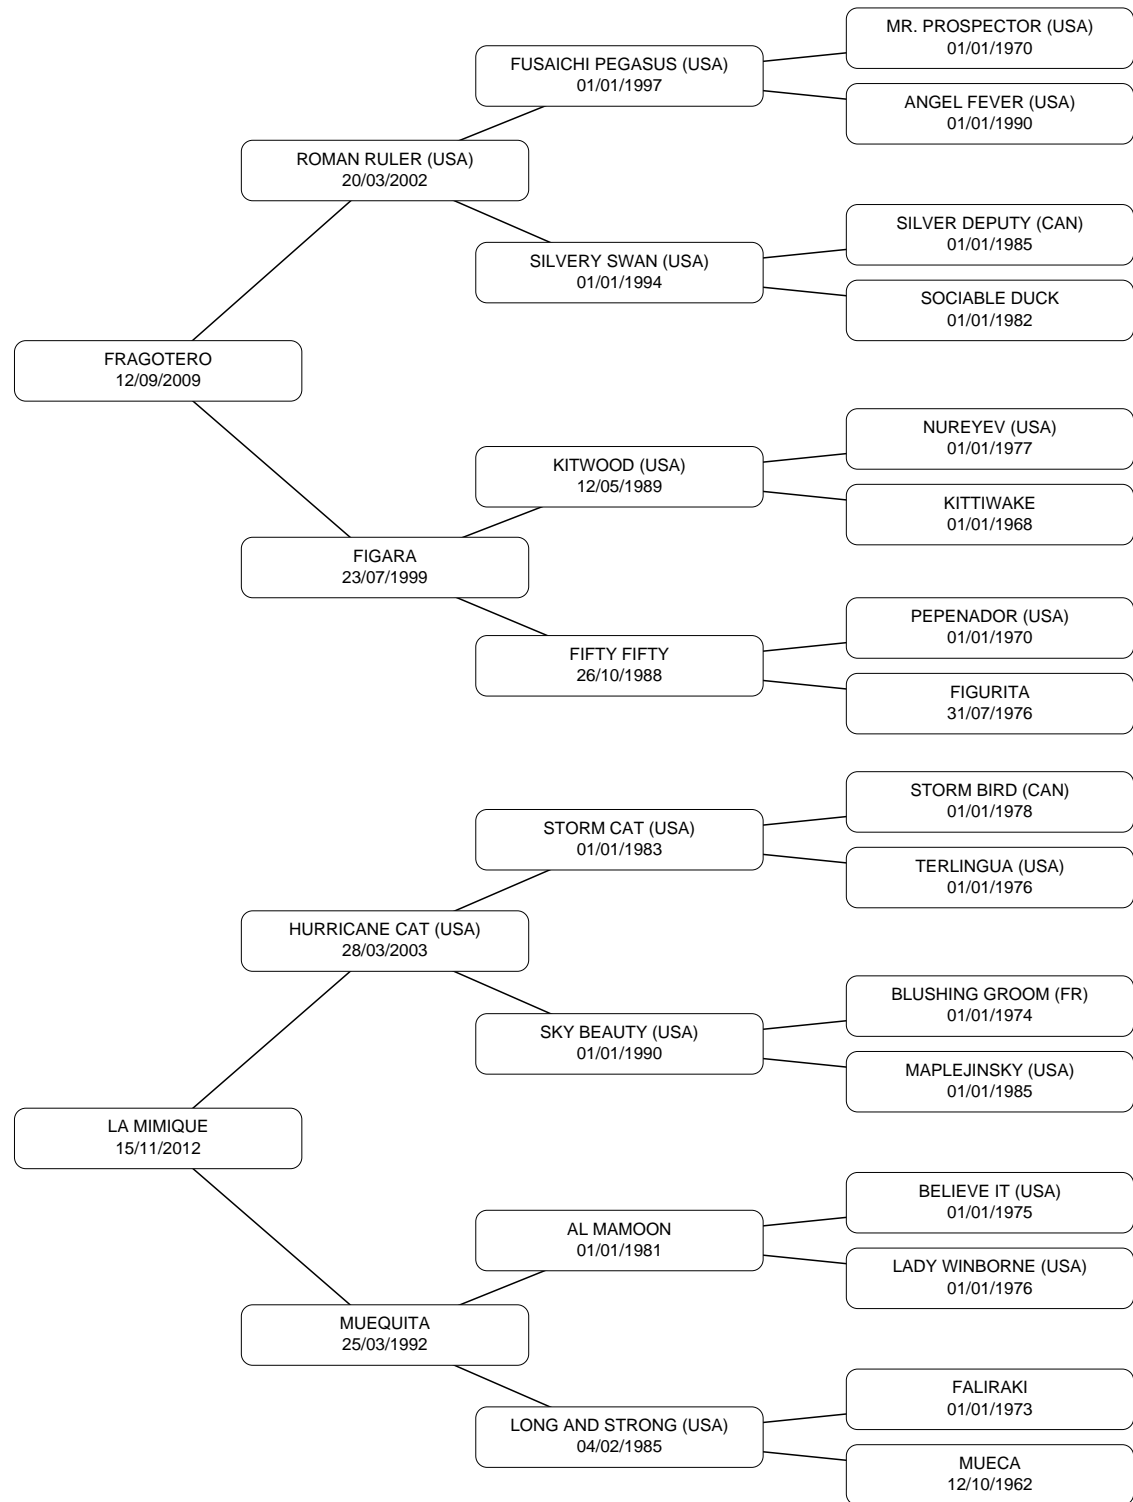 MR. PROSPECTOR (USA)
01/01/1970
FUSAICHI PEGASUS (USA)
01/01/1997
ANGEL FEVER (USA)
01/01/1990
ROMAN RULER (USA)
20/03/2002
SILVER DEPUTY (CAN)
01/01/1985
SILVERY SWAN (USA)
01/01/1994
SOCIABLE DUCK
01/01/1982
FRAGOTERO
12/09/2009
NUREYEV (USA)
01/01/1977
KITWOOD (USA)
12/05/1989
KITTIWAKE
01/01/1968
FIGARA
23/07/1999
PEPENADOR (USA)
01/01/1970
FIFTY FIFTY
26/10/1988
FIGURITA
31/07/1976
STORM BIRD (CAN)
01/01/1978
STORM CAT (USA)
01/01/1983
TERLINGUA (USA)
01/01/1976
HURRICANE CAT (USA)
28/03/2003
BLUSHING GROOM (FR)
01/01/1974
SKY BEAUTY (USA)
01/01/1990
MAPLEJINSKY (USA)
01/01/1985
LA MIMIQUE
15/11/2012
BELIEVE IT (USA)
01/01/1975
AL MAMOON
01/01/1981
LADY WINBORNE (USA)
01/01/1976
MUEQUITA
25/03/1992
FALIRAKI
01/01/1973
LONG AND STRONG (USA)
04/02/1985
MUECA
12/10/1962